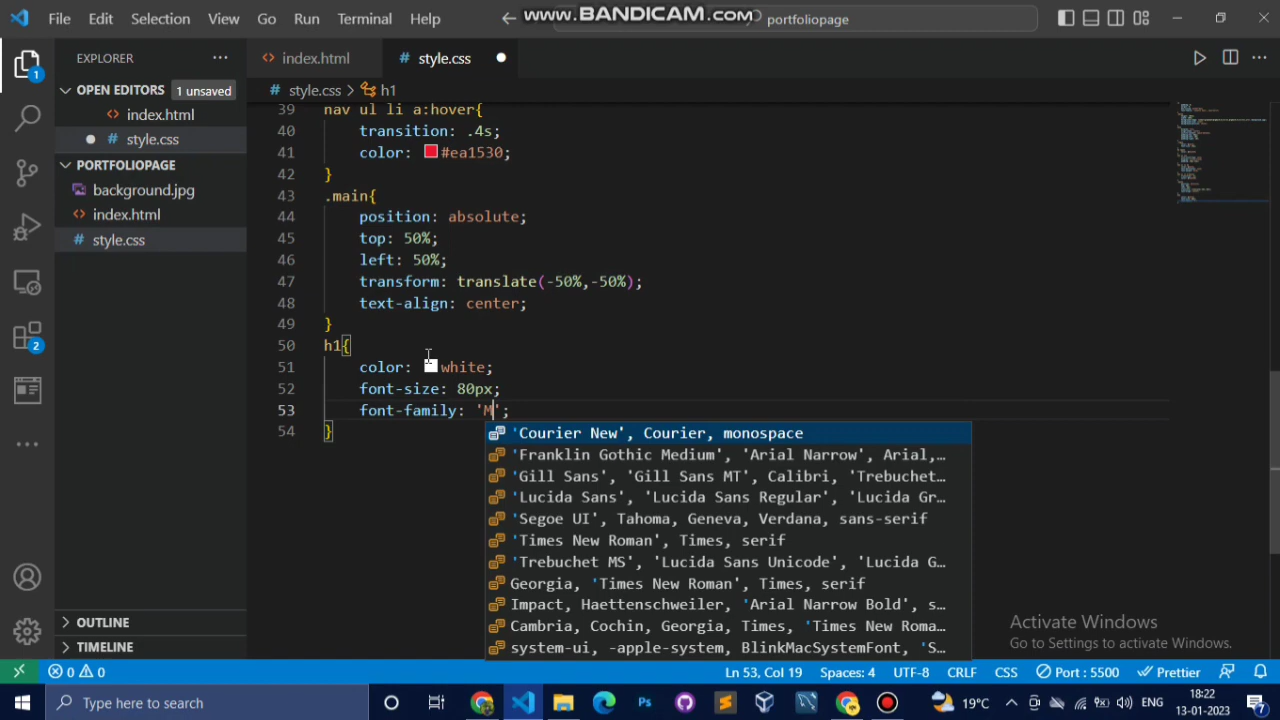 File Edit Selection View Go Run Terminal Help
www.BANDICAM.com
portfoliopage
EXPLORER
index.html
style.css
OPEN EDITORS 1 unsaved
index.html
style.css
PORTFOLIOPAGE
background.jpg
index.html
style.css
OUTLINE
TIMELINE
1
2
style.css > h1
39 nav ul li a:hover{
40 transition: .4s;
41 color: #ea1530;
42 }
43 .main{
44 position: absolute;
45 top: 50%;
46 left: 50%;
47 transform: translate(-50%,-50%);
48 text-align: center;
49 }
50 h1{
51 color: white;
52 font-size: 80px;
53 font-family: 'M';
54 }
'Courier New', Courier, monospace
'Franklin Gothic Medium', 'Arial Narrow', Arial,…
'Gill Sans', 'Gill Sans MT', Calibri, 'Trebuchet…
'Lucida Sans', 'Lucida Sans Regular', 'Lucida Gr…
'Segoe UI', Tahoma, Geneva, Verdana, sans-serif
'Times New Roman', Times, serif
'Trebuchet MS', 'Lucida Sans Unicode', 'Lucida G…
Georgia, 'Times New Roman', Times, serif
Impact, Haettenschweiler, 'Arial Narrow Bold', s…
Cambria, Cochin, Georgia, Times, 'Times New Roma…
system-ui, -apple-system, BlinkMacSystemFont, 'S…
Activate Windows
Go to Settings to activate Windows.
0 0 Ln 53, Col 19 Spaces: 4 UTF-8 CRLF CSS Port : 5500 Prettier
Type here to search
Ps
19°C
ENG
18:22
13-01-2023
7